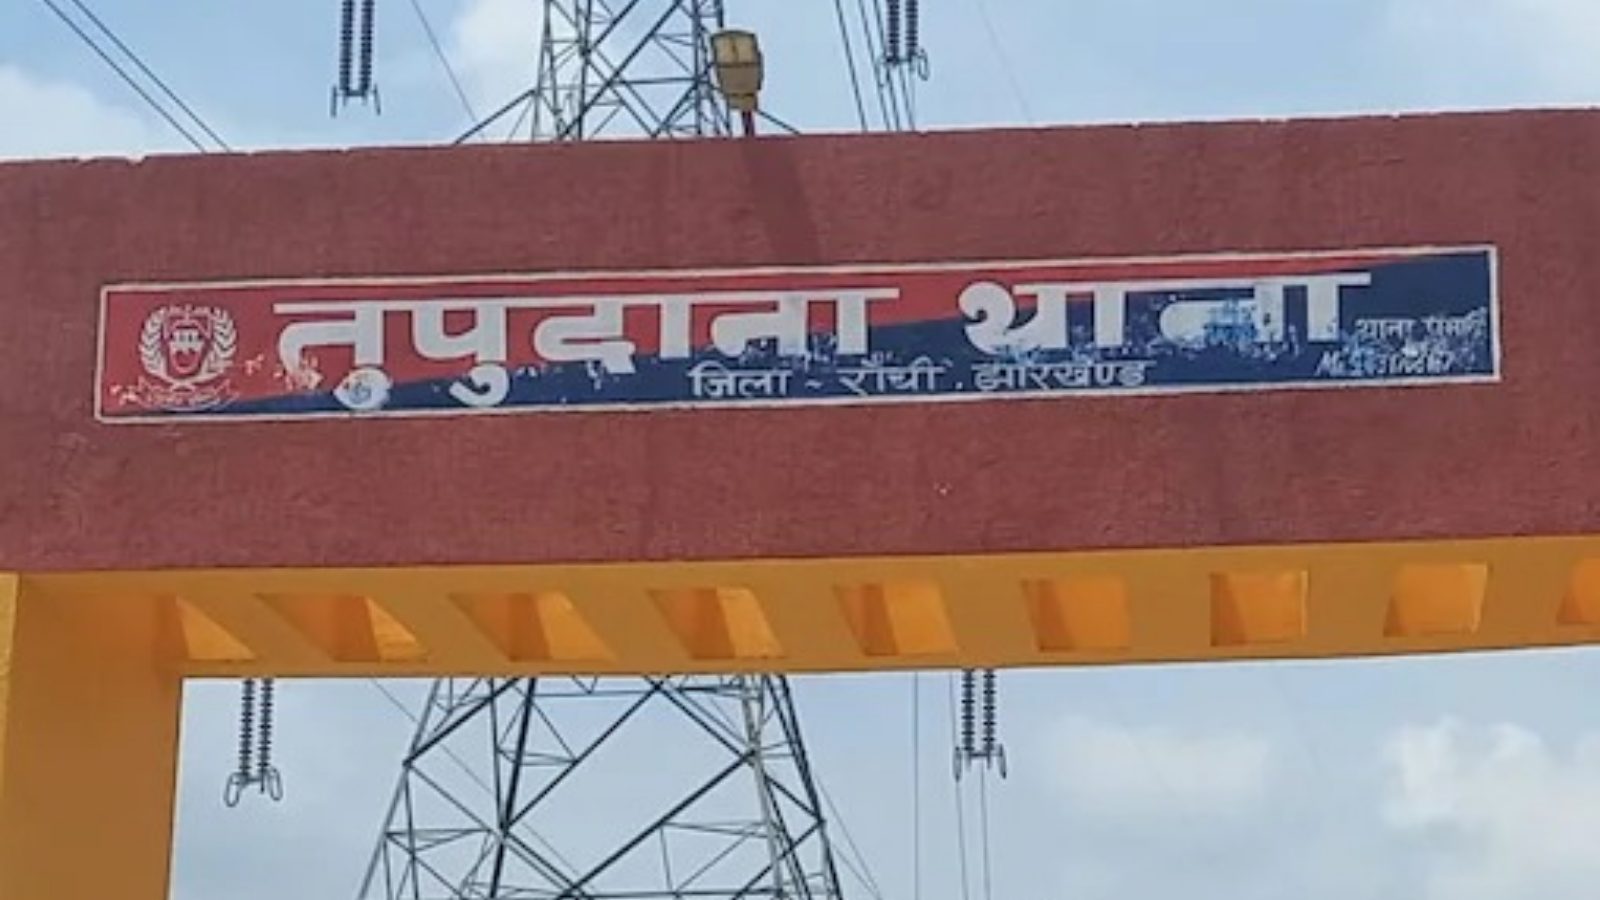 तुपुदाना थाना
जिला - राँची , झारखण्ड
थाना